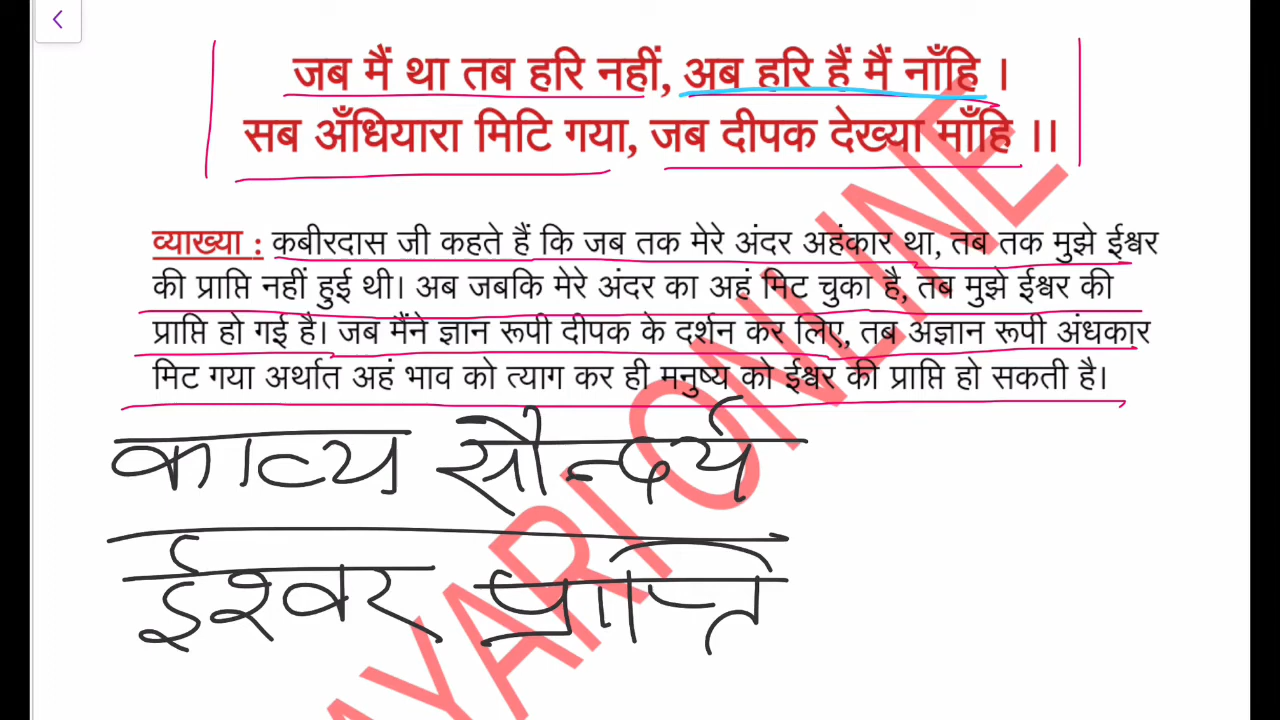 जब मैं था तब हरि नहीं, अब हरि हैं मैं नाँहि ।
सब अँधियारा मिटि गया, जब दीपक देख्या माँहि ।।
व्याख्या : कबीरदास जी कहते हैं कि जब तक मेरे अंदर अहंकार था, तब तक मुझे ईश्वर
की प्राप्ति नहीं हुई थी। अब जबकि मेरे अंदर का अहं मिट चुका है, तब मुझे ईश्वर की
प्राप्ति हो गई है। जब मैंने ज्ञान रूपी दीपक के दर्शन कर लिए, तब अज्ञान रूपी अंधकार
मिट गया अर्थात अहं भाव को त्याग कर ही मनुष्य को ईश्वर की प्राप्ति हो सकती है।
काव्य सौन्दर्य
ईश्वर प्राप्ति
YARI ONLINE